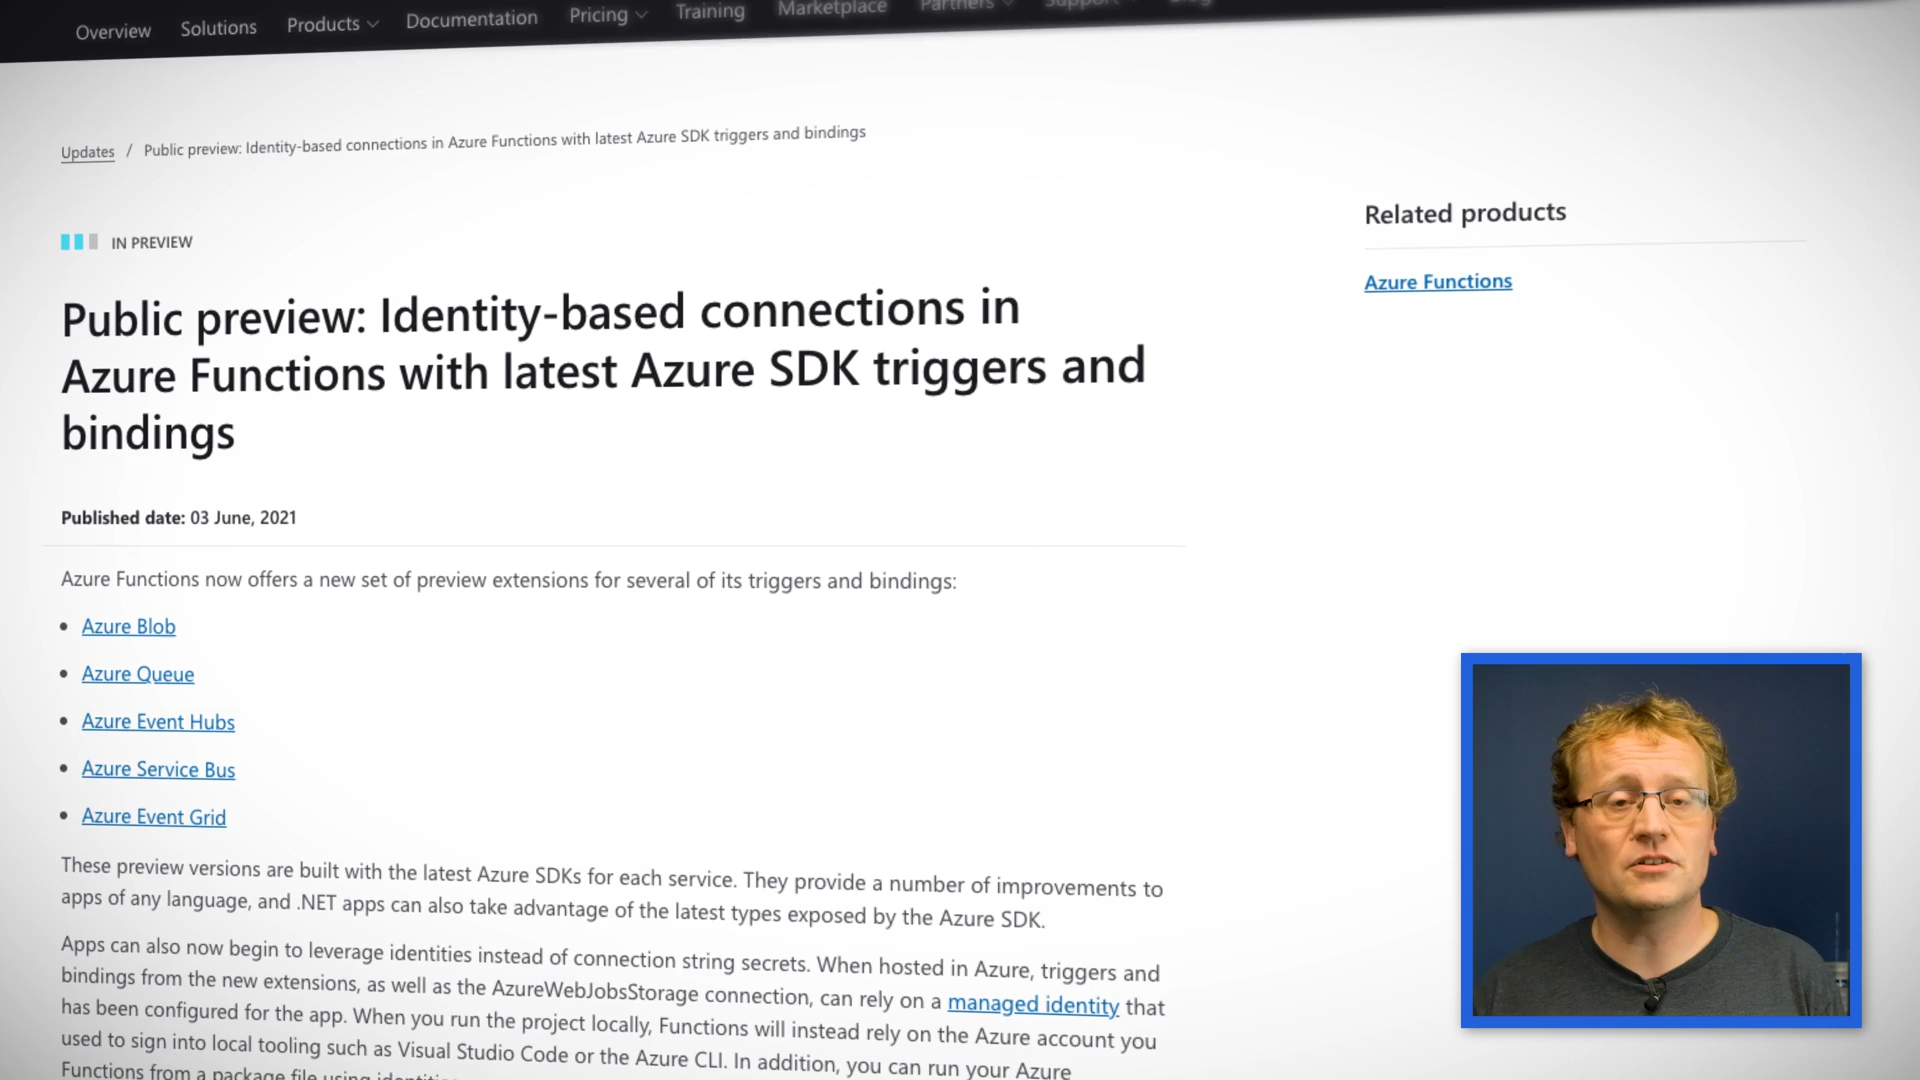 Overview Solutions Products Documentation Pricing Training Marketplace Partners Support Blog
Updates / Public preview: Identity-based connections in Azure Functions with latest Azure SDK triggers and bindings
IN PREVIEW
Public preview: Identity-based connections in
Azure Functions with latest Azure SDK triggers and
bindings
Published date: 03 June, 2021
Azure Functions now offers a new set of preview extensions for several of its triggers and bindings:
• Azure Blob
• Azure Queue
• Azure Event Hubs
• Azure Service Bus
• Azure Event Grid
These preview versions are built with the latest Azure SDKs for each service. They provide a number of improvements to
apps of any language, and .NET apps can also take advantage of the latest types exposed by the Azure SDK.
Apps can also now begin to leverage identities instead of connection string secrets. When hosted in Azure, triggers and
bindings from the new extensions, as well as the AzureWebJobsStorage connection, can rely on a managed identity that
has been configured for the app. When you run the project locally, Functions will instead rely on the Azure account you
used to sign into local tooling such as Visual Studio Code or the Azure CLI. In addition, you can run your Azure
Functions from a package file using
Related products
Azure Functions